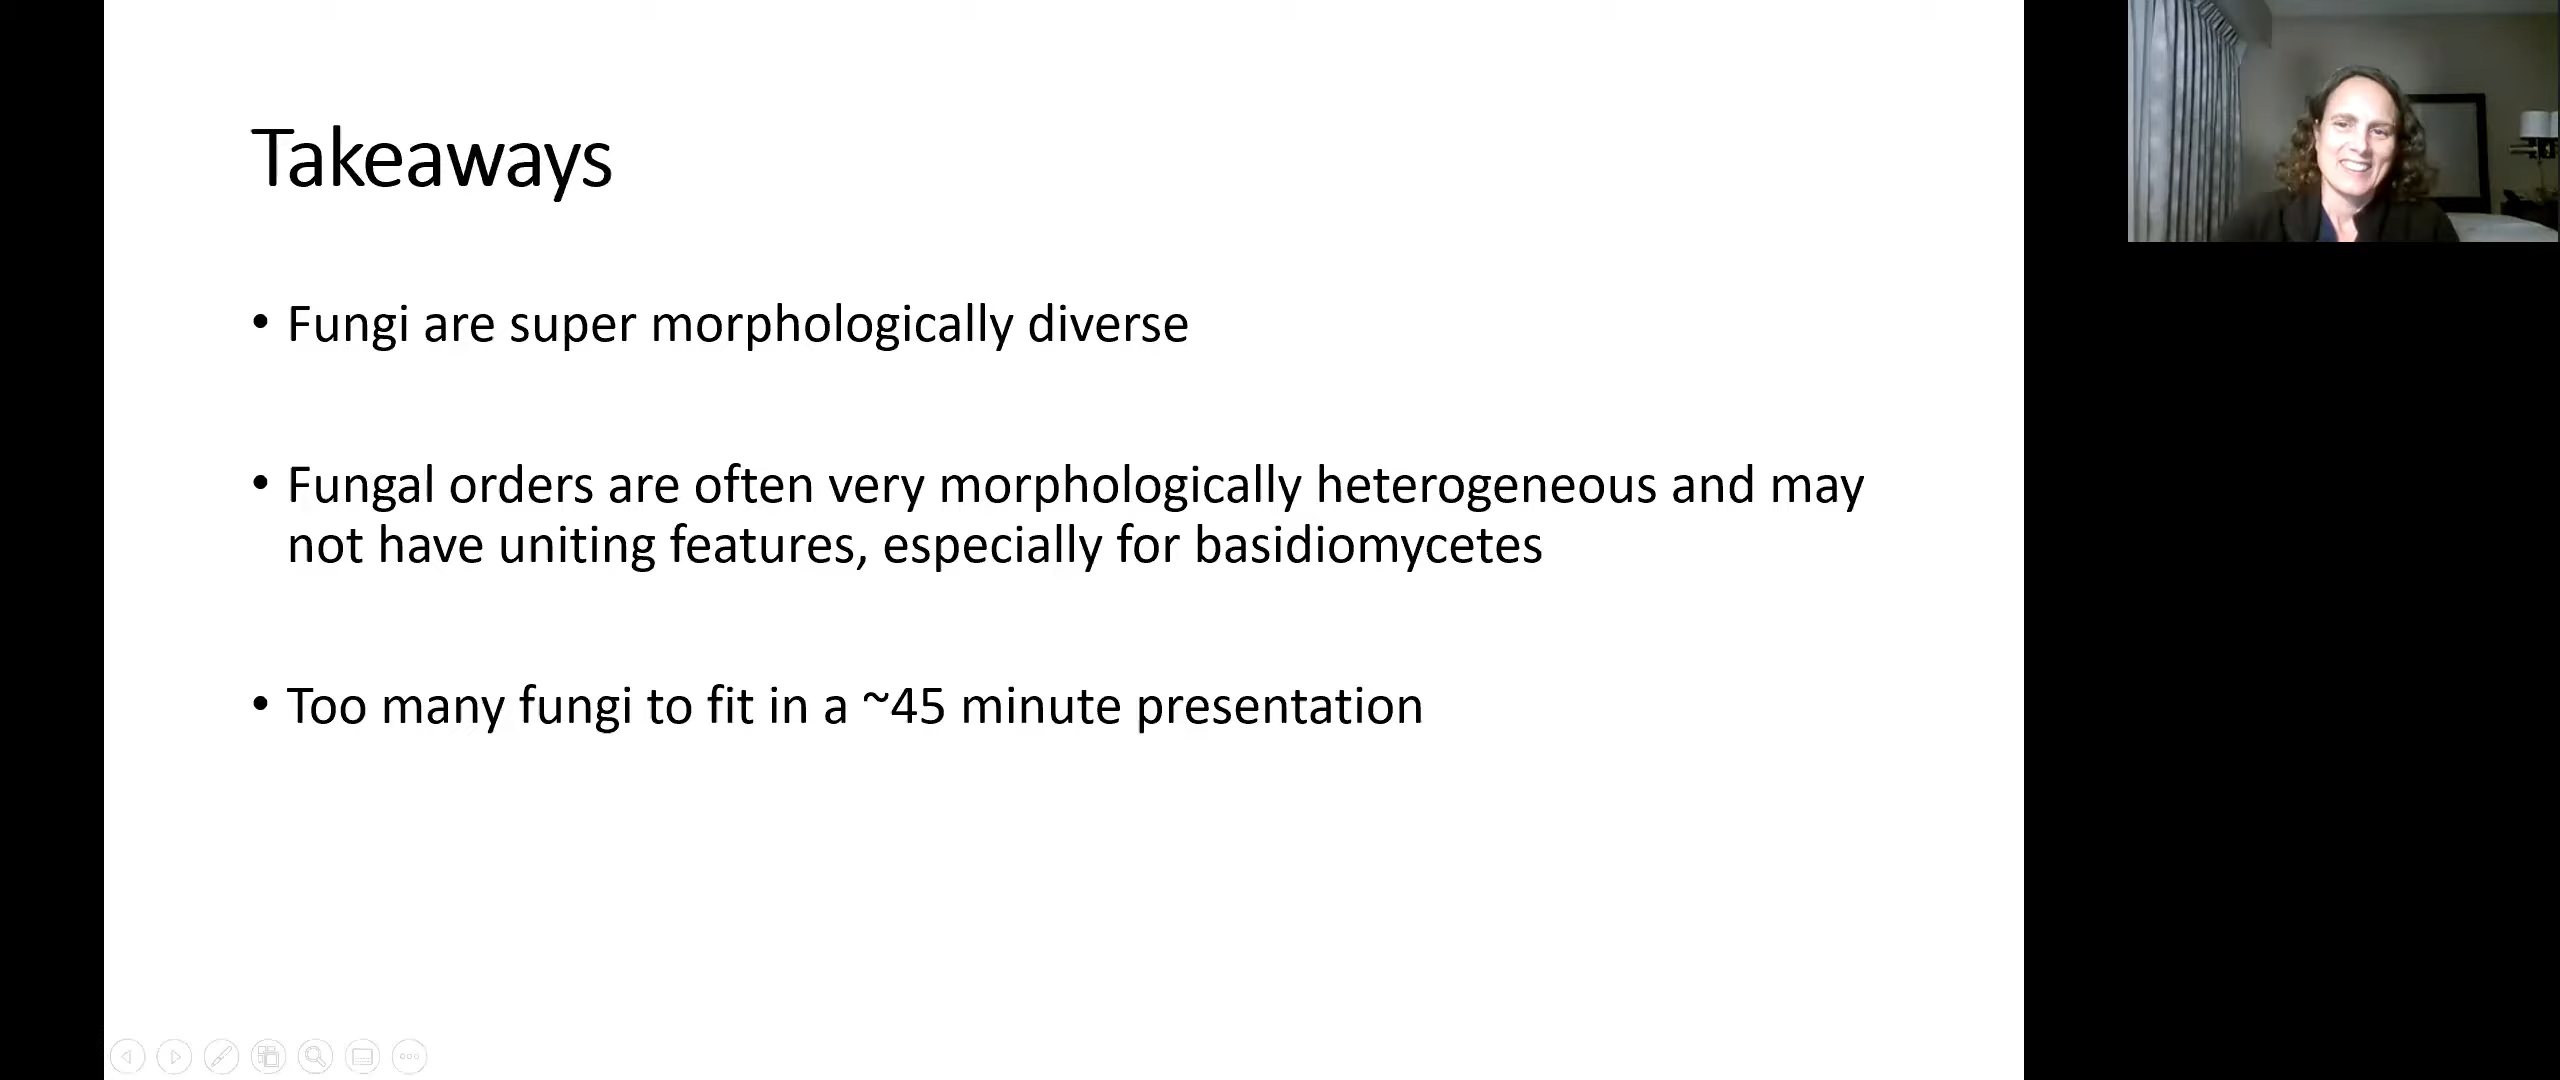 Takeaways
• Fungi are super morphologically diverse
• Fungal orders are often very morphologically heterogeneous and may
not have uniting features, especially for basidiomycetes
• Too many fungi to fit in a ~45 minute presentation